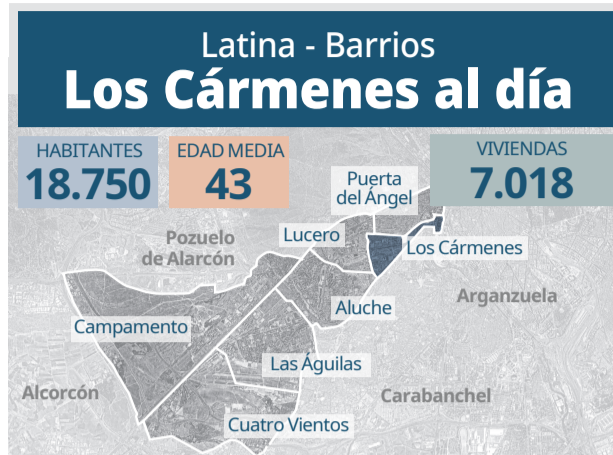 Latina - Barrios
Los Cármenes al día
HABITANTES
18.750
EDAD MEDIA
43
VIVIENDAS
7.018
Puerta
del Ángel
Pozuelo
de Alarcón
Lucero
Los Cármenes
Arganzuela
Aluche
Campamento
Las Águilas
Alcorcón
Carabanchel
Cuatro Vientos